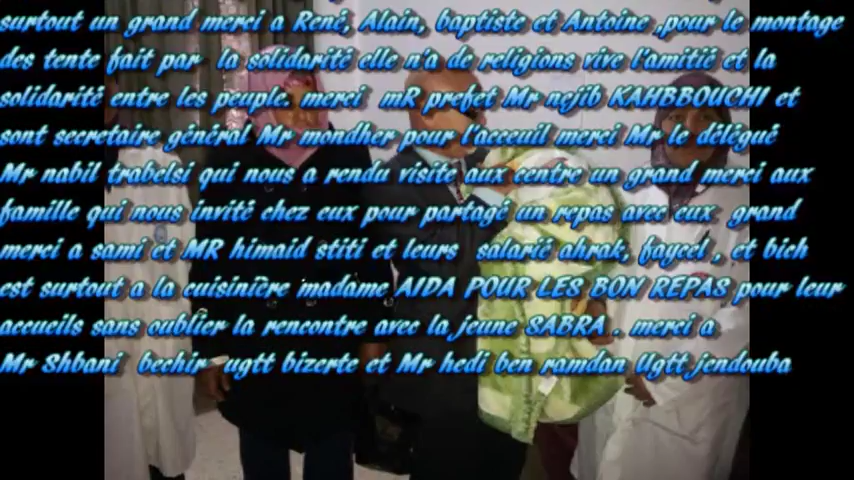 surtout un grand merci a René, Alain, baptiste et Antoine ,pour le montage
des tente fait par la solidarité elle n'a de religions vive l'amitié et la
solidarité entre les peuple. merci mR prefet Mr nejib KAHBBOUCHI et
sont secretaire général Mr mondher pour l'acceuil merci Mr le délégué
Mr nabil trabelsi qui nous a rendu visite aux centre un grand merci aux
famille qui nous invité chez eux pour partagé un repas avec eux grand
merci a sami et MR himaid stiti et leurs salarié ahrak, faycel , et bich
est surtout a la cuisinière madame AIDA POUR LES BON REPAS pour leur
accueils sans oublier la rencontre avec la jeune SABRA . merci a
Mr Shbani bechir ugtt bizerte et Mr hedi ben ramdan Ugtt jendouba